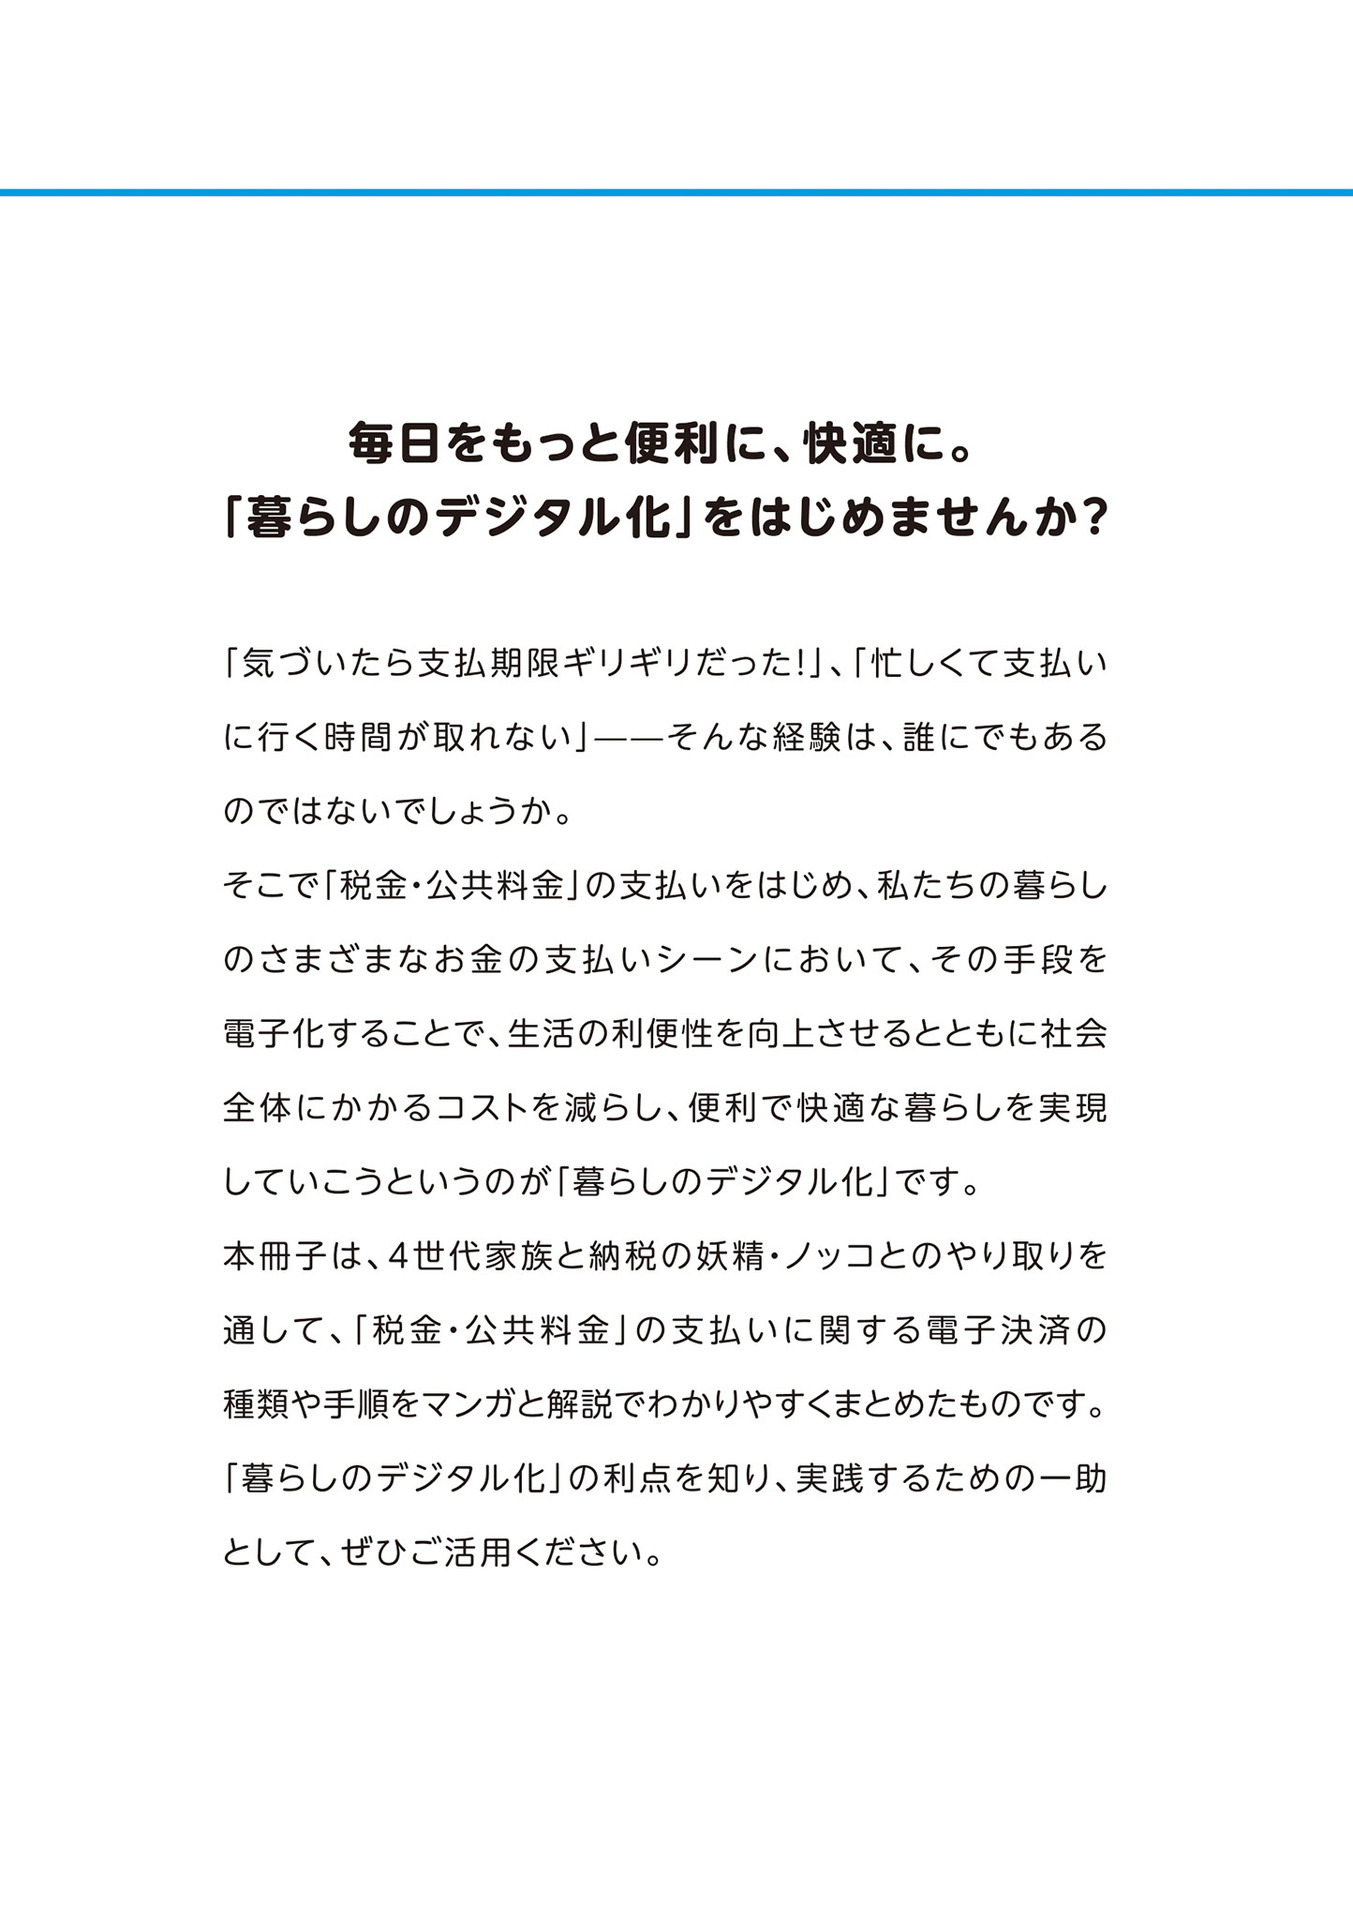 毎日をもっと便利に、快適に。
「暮らしのデジタル化」をはじめませんか？
「気づいたら支払期限ギリギリだった！」、「忙しくて支払い
に行く時間が取れない」——そんな経験は、誰にでもある
のではないでしょうか。
そこで「税金・公共料金」の支払いをはじめ、私たちの暮らし
のさまざまなお金の支払いシーンにおいて、その手段を
電子化することで、生活の利便性を向上させるとともに社会
全体にかかるコストを減らし、便利で快適な暮らしを実現
していこうというのが「暮らしのデジタル化」です。
本冊子は、4世代家族と納税の妖精・ノッコとのやり取りを
通して、「税金・公共料金」の支払いに関する電子決済の
種類や手順をマンガと解説でわかりやすくまとめたものです。
「暮らしのデジタル化」の利点を知り、実践するための一助
として、ぜひご活用ください。